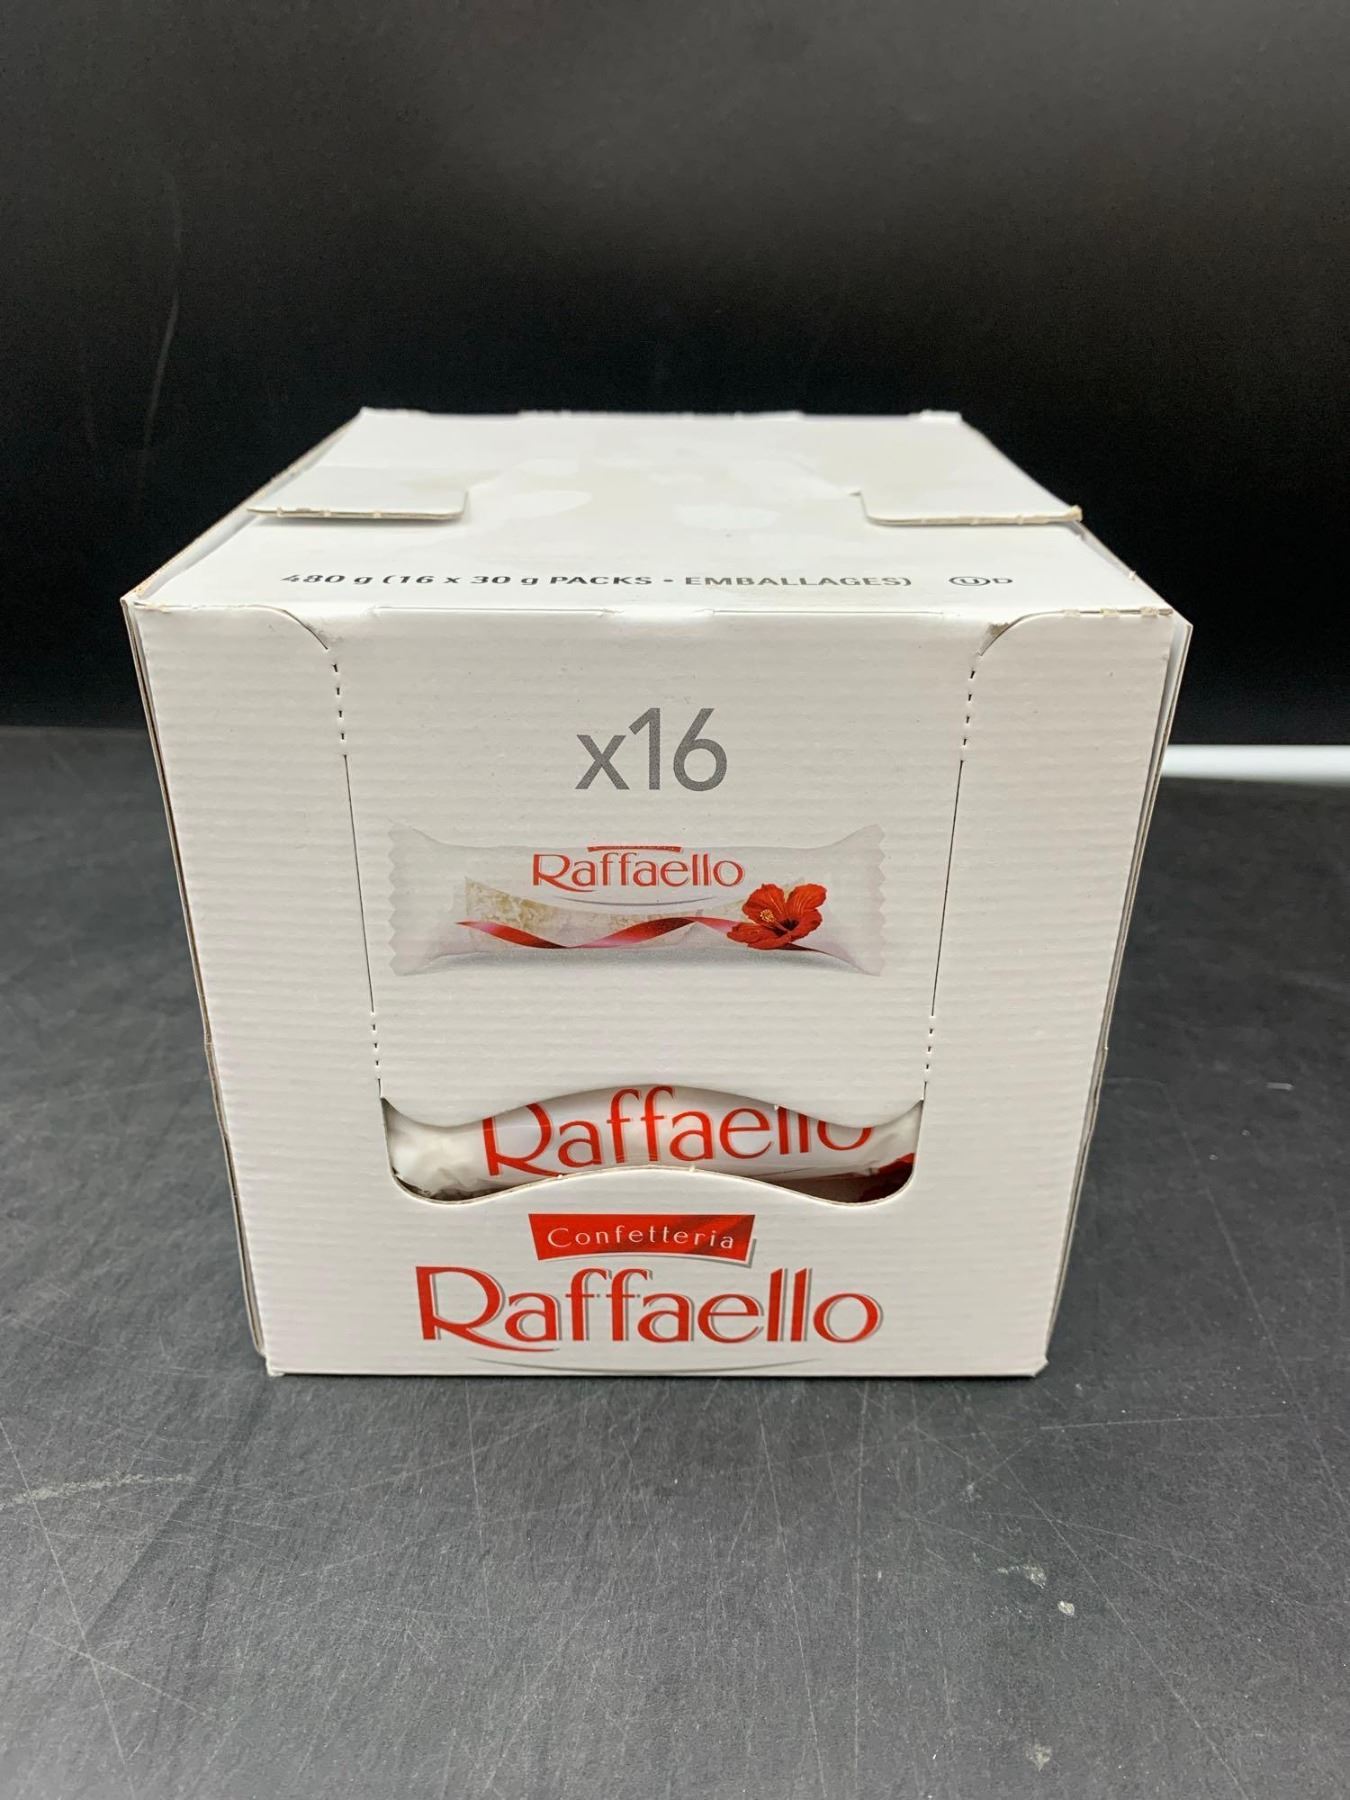 480 g (16 x 30 g PACKS • EMBALLAGES) Ⓤ D
x16
Raffaello
Raffaello
Confetteria
Raffaello